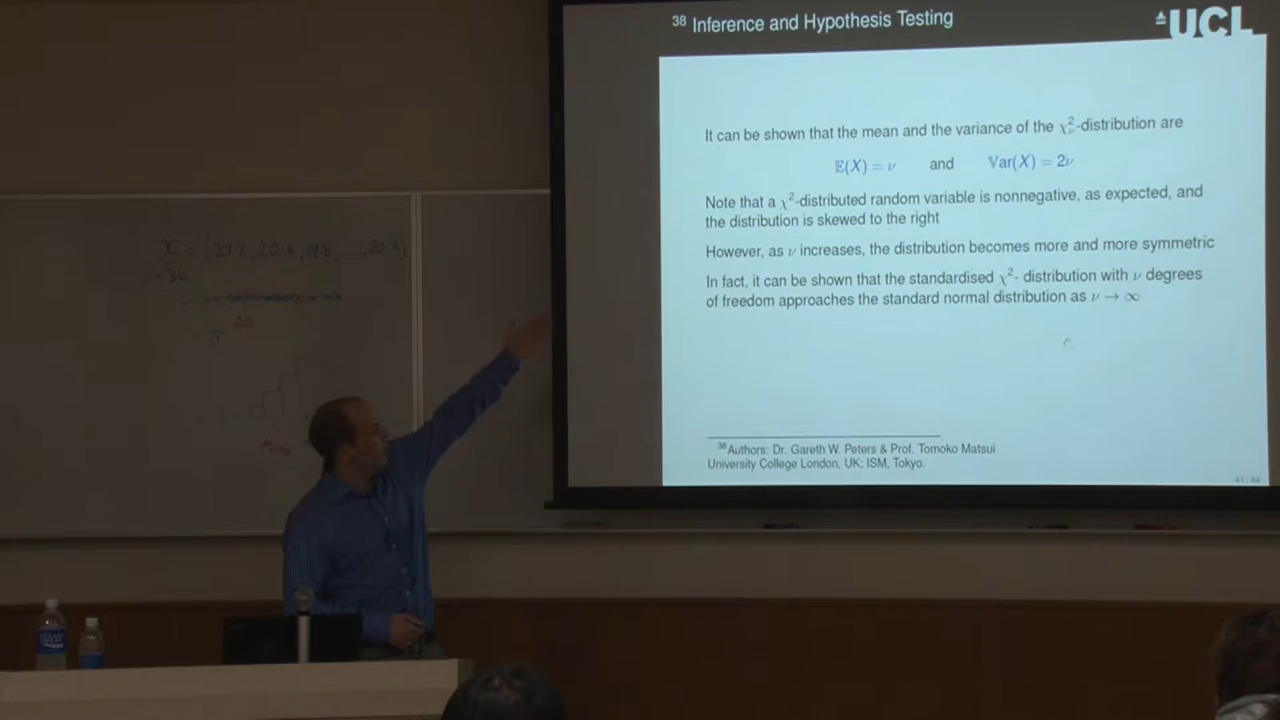 38 Inference and Hypothesis Testing
UCL
It can be shown that the mean and the variance of the χ²ᵥ-distribution are
𝔼(X) = ν and 𝕍ar(X) = 2ν
Note that a χ²-distributed random variable is nonnegative, as expected, and
the distribution is skewed to the right
However, as ν increases, the distribution becomes more and more symmetric
In fact, it can be shown that the standardised χ²- distribution with ν degrees
of freedom approaches the standard normal distribution as ν → ∞
38Authors: Dr. Gareth W. Peters & Prof. Tomoko Matsui
University College London, UK; ISM, Tokyo.
41 / 44
20